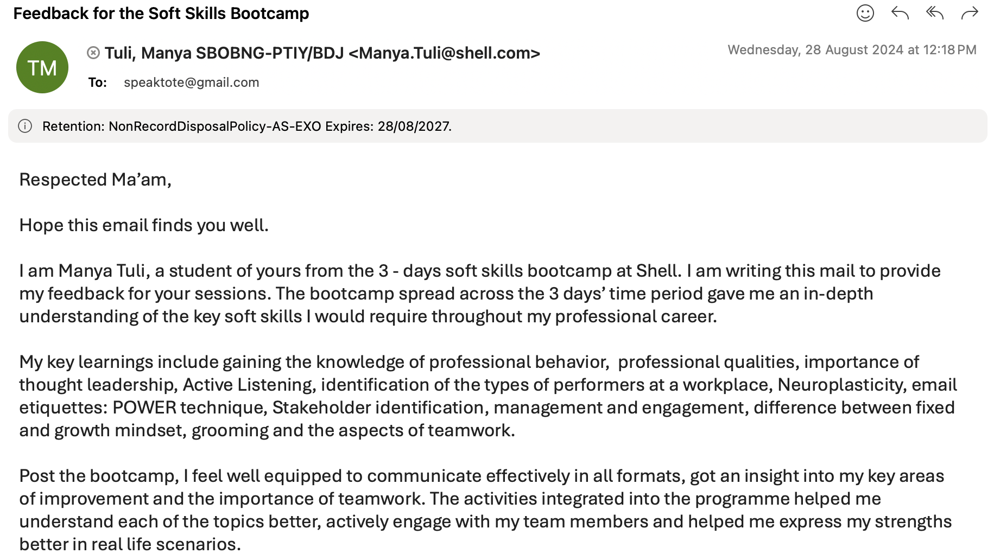 Feedback for the Soft Skills Bootcamp
TM
Tuli, Manya SBOBNG-PTIY/BDJ <Manya.Tuli@shell.com>
Wednesday, 28 August 2024 at 12:18 PM
To: speaktote@gmail.com
Retention: NonRecordDisposalPolicy-AS-EXO Expires: 28/08/2027.
Respected Ma’am,
Hope this email finds you well.
I am Manya Tuli, a student of yours from the 3 - days soft skills bootcamp at Shell. I am writing this mail to provide
my feedback for your sessions. The bootcamp spread across the 3 days’ time period gave me an in-depth
understanding of the key soft skills I would require throughout my professional career.
My key learnings include gaining the knowledge of professional behavior,  professional qualities, importance of
thought leadership, Active Listening, identification of the types of performers at a workplace, Neuroplasticity, email
etiquettes: POWER technique, Stakeholder identification, management and engagement, difference between fixed
and growth mindset, grooming and the aspects of teamwork.
Post the bootcamp, I feel well equipped to communicate effectively in all formats, got an insight into my key areas
of improvement and the importance of teamwork. The activities integrated into the programme helped me
understand each of the topics better, actively engage with my team members and helped me express my strengths
better in real life scenarios.